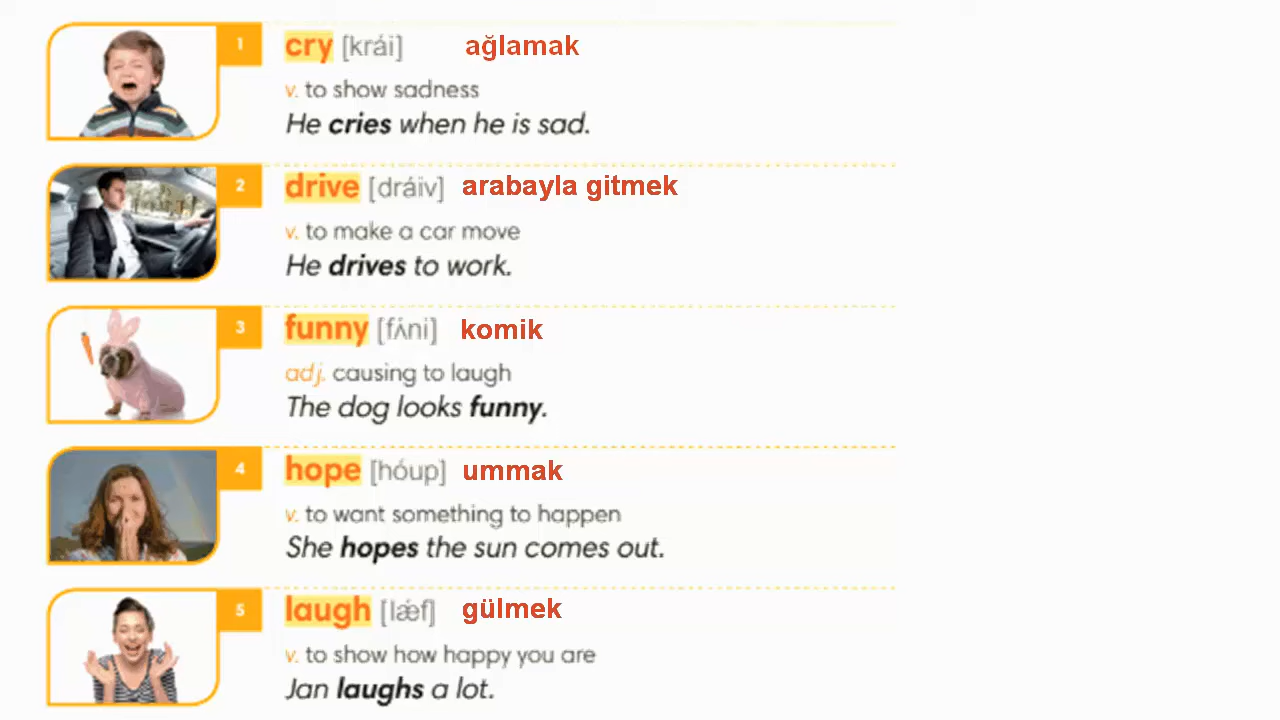 1
cry [krái] ağlamak
v. to show sadness
He cries when he is sad.
2
drive [dráiv] arabayla gitmek
v. to make a car move
He drives to work.
3
funny [fʌ́ni] komik
adj. causing to laugh
The dog looks funny.
4
hope [hóup] ummak
v. to want something to happen
She hopes the sun comes out.
5
laugh [lǽf] gülmek
v. to show how happy you are
Jan laughs a lot.